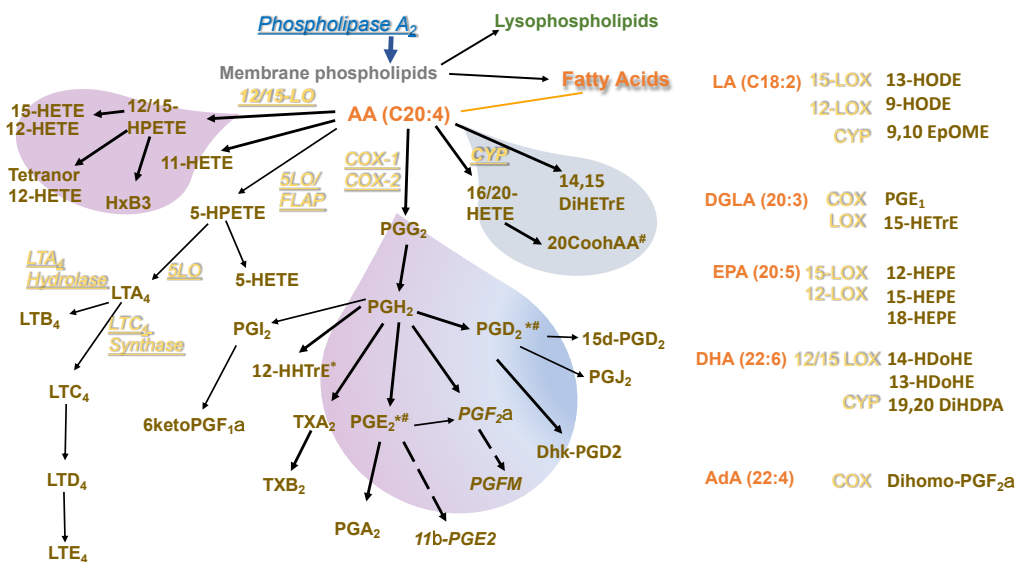 Phospholipase A2
Lysophospholipids
Membrane phospholipids
Fatty Acids
12/15-LO
AA (C20:4)
15-HETE
12-HETE
12/15-
HPETE
Tetranor
12-HETE
HxB3
11-HETE
5LO/
FLAP
COX-1
COX-2
CYP
16/20-
HETE
14,15
DiHETrE
20CoohAA#
5-HPETE
PGG2
LTA4
Hydrolase
5LO
5-HETE
LTA4
LTB4
LTC4
Synthase
PGH2
PGI2
PGD2 *#
15d-PGD2
PGJ2
12-HHTrE*
LTC4
6ketoPGF1a
TXA2
PGE2*#
PGF2a
Dhk-PGD2
LTD4
TXB2
PGFM
PGA2
11b-PGE2
LTE4
LA (C18:2) 15-LOX 13-HODE
12-LOX 9-HODE
CYP 9,10 EpOME
DGLA (20:3) COX PGE1
LOX 15-HETrE
EPA (20:5) 15-LOX 12-HEPE
12-LOX 15-HEPE
18-HEPE
DHA (22:6) 12/15 LOX 14-HDoHE
13-HDoHE
CYP 19,20 DiHDPA
AdA (22:4) COX Dihomo-PGF2a